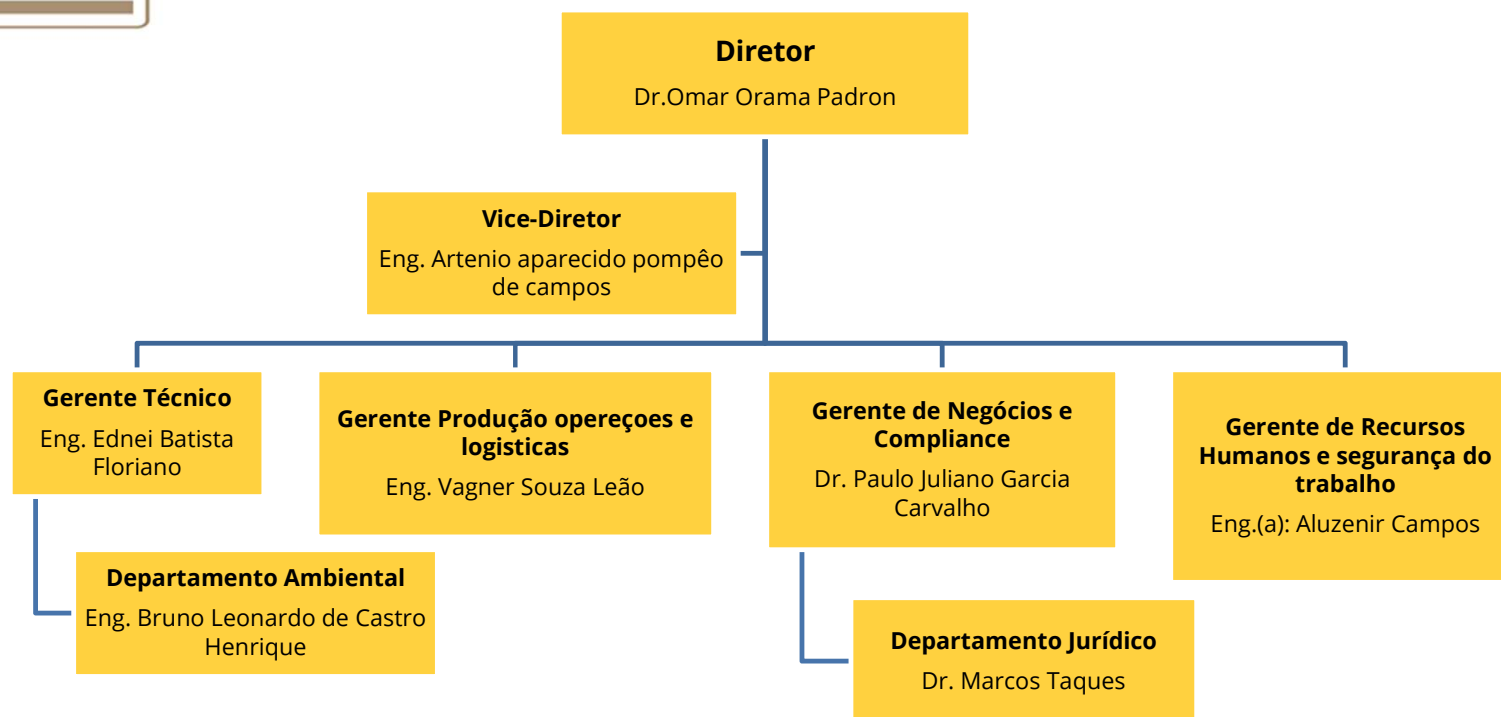 Diretor
Dr.Omar Orama Padron
Vice-Diretor
Eng. Artenio aparecido pompêo
de campos
Gerente Técnico
Eng. Ednei Batista
Floriano
Gerente Produção opereçoes e
logisticas
Eng. Vagner Souza Leão
Gerente de Negócios e
Compliance
Dr. Paulo Juliano Garcia
Carvalho
Gerente de Recursos
Humanos e segurança do
trabalho
Eng.(a): Aluzenir Campos
Departamento Ambiental
Eng. Bruno Leonardo de Castro
Henrique
Departamento Jurídico
Dr. Marcos Taques